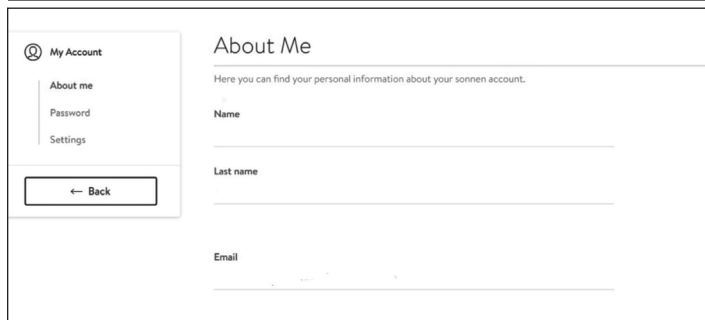 My Account
About me
Password
Settings
← Back
About Me
Here you can find your personal information about your sonnen account.
Name
Last name
Email